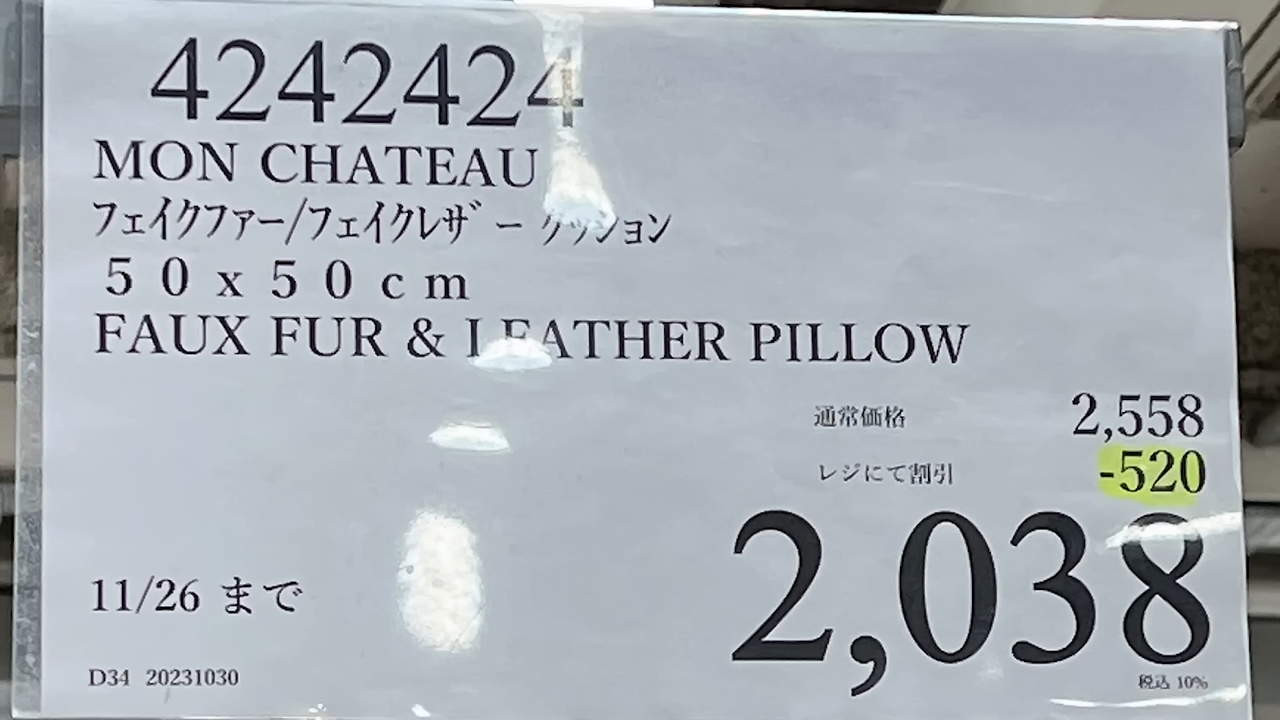 4242424
MON CHATEAU
フェイクファー/フェイクレザー クッション
50x50cm
FAUX FUR & LEATHER PILLOW
通常価格 2,558
レジにて割引 -520
2,038
11/26 まで
税込 10%
D34 20231030